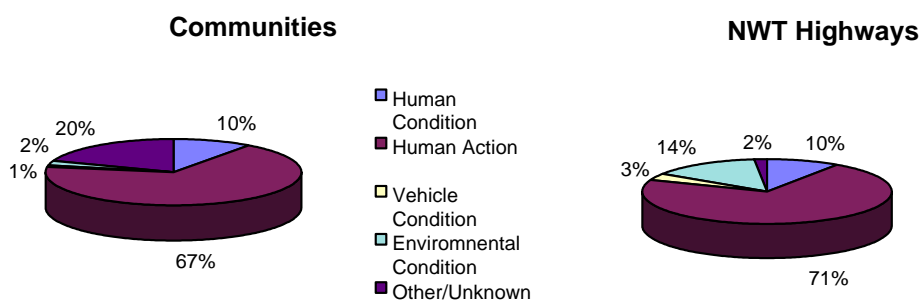 Communities
NWT Highways
20%
10%
2%
1%
67%
Human
Condition
Human Action
Vehicle
Condition
Enviromnental
Condition
Other/Unknown
14%
2%
10%
3%
71%